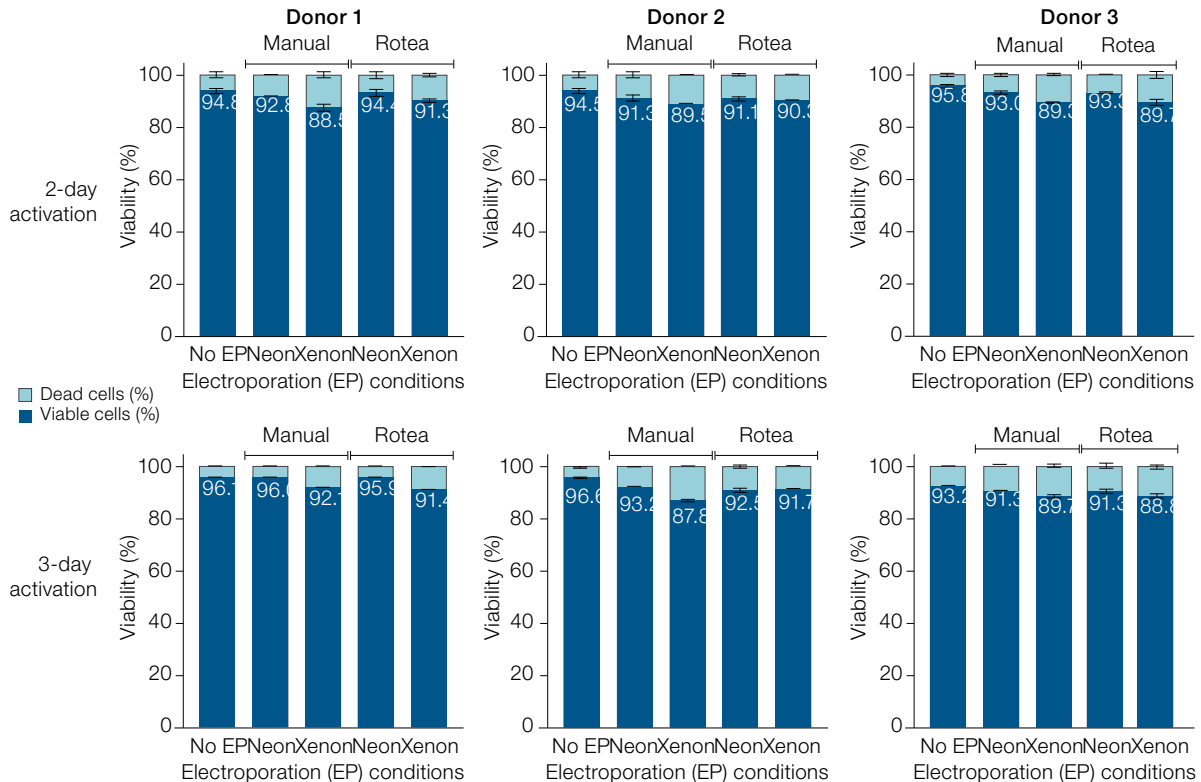 Donor 1
Donor 2
Donor 3
Manual Rotea
Manual Rotea
Manual Rotea
2-day
activation
Viability (%)
100
80
60
40
20
0
94.8 92.8 88.5 94.4 91.3
No EP Neon Xenon Neon Xenon
Electroporation (EP) conditions
Viability (%)
100
80
60
40
20
0
94.5 91.3 89.5 91.1 90.3
No EP Neon Xenon Neon Xenon
Electroporation (EP) conditions
Viability (%)
100
80
60
40
20
0
95.8 93.0 89.3 93.3 89.7
No EP Neon Xenon Neon Xenon
Electroporation (EP) conditions
Dead cells (%)
Viable cells (%)
Manual Rotea
Manual Rotea
Manual Rotea
3-day
activation
Viability (%)
100
80
60
40
20
0
96.1 96.0 92.1 95.9 91.4
No EP Neon Xenon Neon Xenon
Electroporation (EP) conditions
Viability (%)
100
80
60
40
20
0
96.6 93.2 87.8 92.5 91.7
No EP Neon Xenon Neon Xenon
Electroporation (EP) conditions
Viability (%)
100
80
60
40
20
0
93.2 91.3 89.7 91.3 88.8
No EP Neon Xenon Neon Xenon
Electroporation (EP) conditions